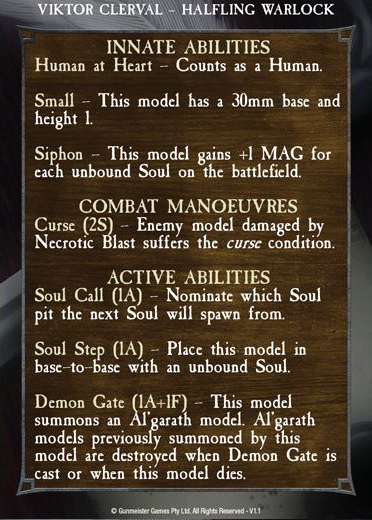 VIKTOR CLERVAL – HALFLING WARLOCK
INNATE ABILITIES
Human at Heart – Counts as a Human.
Small – This model has a 30mm base and
height 1.
Siphon – This model gains +1 MAG for
each unbound Soul on the battlefield.
COMBAT MANOEUVRES
Curse (2S) – Enemy model damaged by
Necrotic Blast suffers the curse condition.
ACTIVE ABILITIES
Soul Call (1A) – Nominate which Soul
pit the next Soul will spawn from.
Soul Step (1A) – Place this model in
base-to-base with an unbound Soul.
Demon Gate (1A+1F) – This model
summons an Al'garath model. Al'garath
models previously summoned by this
model are destroyed when Demon Gate is
cast or when this model dies.
© Gunmeister Games Pty Ltd. All Rights Reserved - V1.1